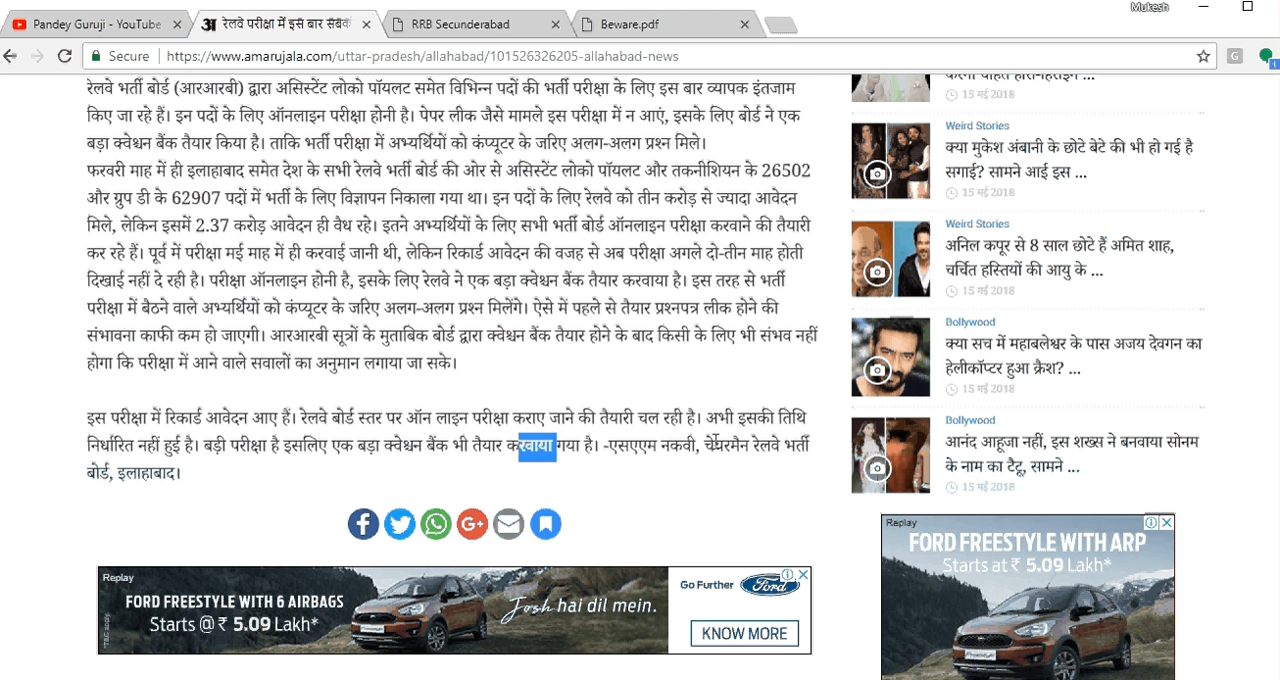 Mukesh
Pandey Guruji - YouTube
रेलवे परीक्षा में इस बार सेबकी
RRB Secunderabad
Beware.pdf
Secure | https://www.amarujala.com/uttar-pradesh/allahabad/101526326205-allahabad-news
रेलवे भर्ती बोर्ड (आरआरबी) द्वारा असिस्टेंट लोको पॉयलट समेत विभिन्न पदों की भर्ती परीक्षा के लिए इस बार व्यापक इंतजाम
किए जा रहे हैं। इन पदों के लिए ऑनलाइन परीक्षा होनी है। पेपर लीक जैसे मामले इस परीक्षा में न आएं, इसके लिए बोर्ड ने एक
बड़ा क्वेश्चन बैंक तैयार किया है। ताकि भर्ती परीक्षा में अभ्यर्थियों को कंप्यूटर के जरिए अलग-अलग प्रश्न मिले।
फरवरी माह में ही इलाहाबाद समेत देश के सभी रेलवे भर्ती बोर्ड की ओर से असिस्टेंट लोको पॉयलट और तकनीशियन के 26502
और ग्रुप डी के 62907 पदों में भर्ती के लिए विज्ञापन निकाला गया था। इन पदों के लिए रेलवे को तीन करोड़ से ज्यादा आवेदन
मिले, लेकिन इसमें 2.37 करोड़ आवेदन ही वैध रहे। इतने अभ्यर्थियों के लिए सभी भर्ती बोर्ड ऑनलाइन परीक्षा करवाने की तैयारी
कर रहे हैं। पूर्व में परीक्षा मई माह में ही करवाई जानी थी, लेकिन रिकार्ड आवेदन की वजह से अब परीक्षा अगले दो-तीन माह होती
दिखाई नहीं दे रही है। परीक्षा ऑनलाइन होनी है, इसके लिए रेलवे ने एक बड़ा क्वेश्चन बैंक तैयार करवाया है। इस तरह से भर्ती
परीक्षा में बैठने वाले अभ्यर्थियों को कंप्यूटर के जरिए अलग-अलग प्रश्न मिलेंगे। ऐसे में पहले से तैयार प्रश्नपत्र लीक होने की
संभावना काफी कम हो जाएगी। आरआरबी सूत्रों के मुताबिक बोर्ड द्वारा क्वेश्चन बैंक तैयार होने के बाद किसी के लिए भी संभव नहीं
होगा कि परीक्षा में आने वाले सवालों का अनुमान लगाया जा सके।
इस परीक्षा में रिकार्ड आवेदन आए हैं। रेलवे बोर्ड स्तर पर ऑन लाइन परीक्षा कराए जाने की तैयारी चल रही है। अभी इसकी तिथि
निर्धारित नहीं हुई है। बड़ी परीक्षा है इसलिए एक बड़ा क्वेश्चन बैंक भी तैयार करवाया गया है। -एसएएम नकवी, चेयरमैन रेलवे भर्ती
बोर्ड, इलाहाबाद।
15 मई 2018
Weird Stories
क्या मुकेश अंबानी के छोटे बेटे की भी हो गई है
सगाई? सामने आई इस ...
15 मई 2018
Weird Stories
अनिल कपूर से 8 साल छोटे हैं अमित शाह,
चर्चित हस्तियों की आयु के ...
15 मई 2018
Bollywood
क्या सच में महाबलेश्वर के पास अजय देवगन का
हेलीकॉप्टर हुआ क्रैश? ...
15 मई 2018
Bollywood
आनंद आहूजा नहीं, इस शख्स ने बनवाया सोनम
के नाम का टैटू, सामने ...
15 मई 2018
Replay
FORD FREESTYLE WITH 6 AIRBAGS
Starts @ ₹ 5.09 Lakh*
Josh hai dil mein.
Go Further
Ford
KNOW MORE
Replay
FORD FREESTYLE WITH ARP
Starts at ₹ 5.09 Lakh*